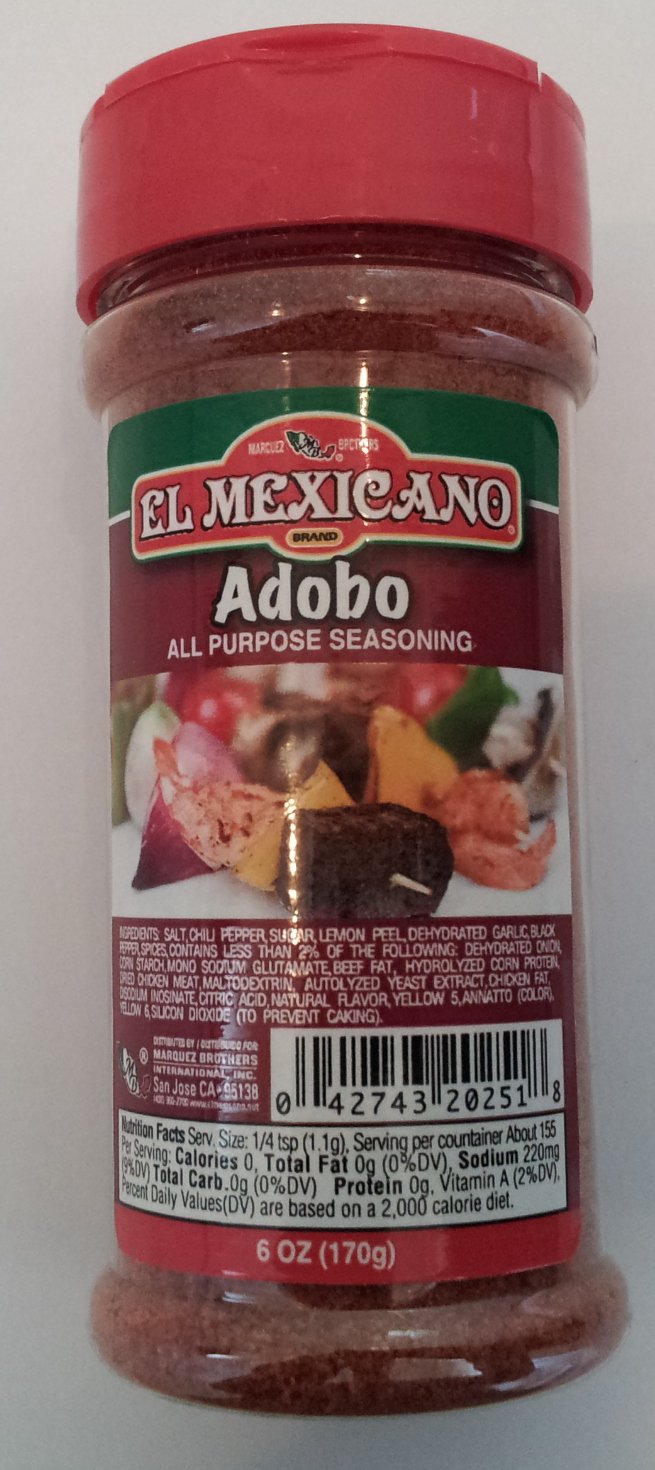 MARQUEZ BROTHERS
MB®
EL MEXICANO®
BRAND
Adobo
ALL PURPOSE SEASONING
INGREDIENTS: SALT, CHILI PEPPER, SUGAR, LEMON PEEL, DEHYDRATED GARLIC, BLACK
PEPPER, SPICES, CONTAINS LESS THAN 2% OF THE FOLLOWING: DEHYDRATED ONION,
CORN STARCH, MONO SODIUM GLUTAMATE, BEEF FAT, HYDROLYZED CORN PROTEIN,
DRIED CHICKEN MEAT, MALTODEXTRIN, AUTOLYZED YEAST EXTRACT, CHICKEN FAT,
DISODIUM INOSINATE, CITRIC ACID, NATURAL FLAVOR, YELLOW 5, ANNATTO (COLOR),
YELLOW 6, SILICON DIOXIDE (TO PREVENT CAKING).
MB®
DISTRIBUTED BY / DISTRIBUIDO POR:
MARQUEZ BROTHERS
INTERNATIONAL, INC.
San Jose CA. 95138
0 42743 20251 8
Nutrition Facts Serv. Size: 1/4 tsp (1.1g), Serving per countainer About 155
Per Serving: Calories 0, Total Fat 0g (0%DV), Sodium 220mg
(9%DV) Total Carb.0g (0%DV) Protein 0g, Vitamin A (2%DV).
Percent Daily Values(DV) are based on a 2,000 calorie diet.
6 OZ (170g)